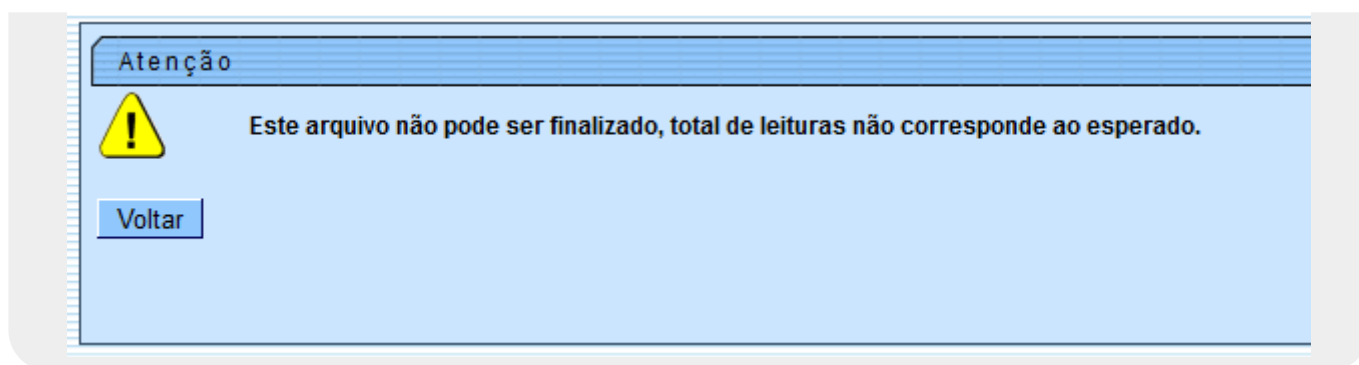 Atenção
Este arquivo não pode ser finalizado, total de leituras não corresponde ao esperado.
Voltar